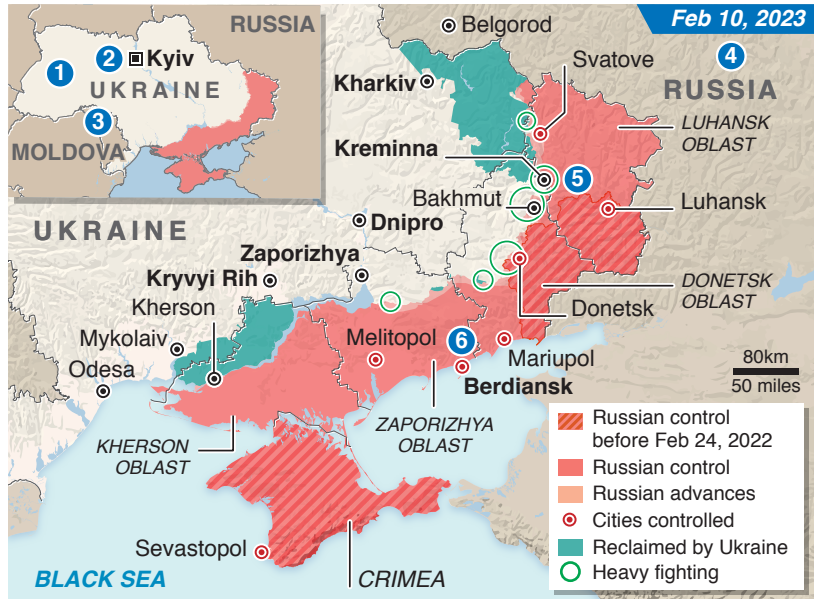 Feb 10, 2023
RUSSIA
1
2
Kyiv
UKRAINE
3
MOLDOVA
Belgorod
4
RUSSIA
Svatove
Kharkiv
LUHANSK
OBLAST
Kreminna
5
Bakhmut
Luhansk
UKRAINE
Dnipro
Zaporizhya
Kryvyi Rih
Kherson
DONETSK
OBLAST
Donetsk
Mykolaiv
Melitopol
6
Mariupol
Odesa
Berdiansk
80km
50 miles
KHERSON
OBLAST
ZAPORIZHYA
OBLAST
Russian control
before Feb 24, 2022
Russian control
Russian advances
Cities controlled
Reclaimed by Ukraine
Heavy fighting
Sevastopol
BLACK SEA
CRIMEA